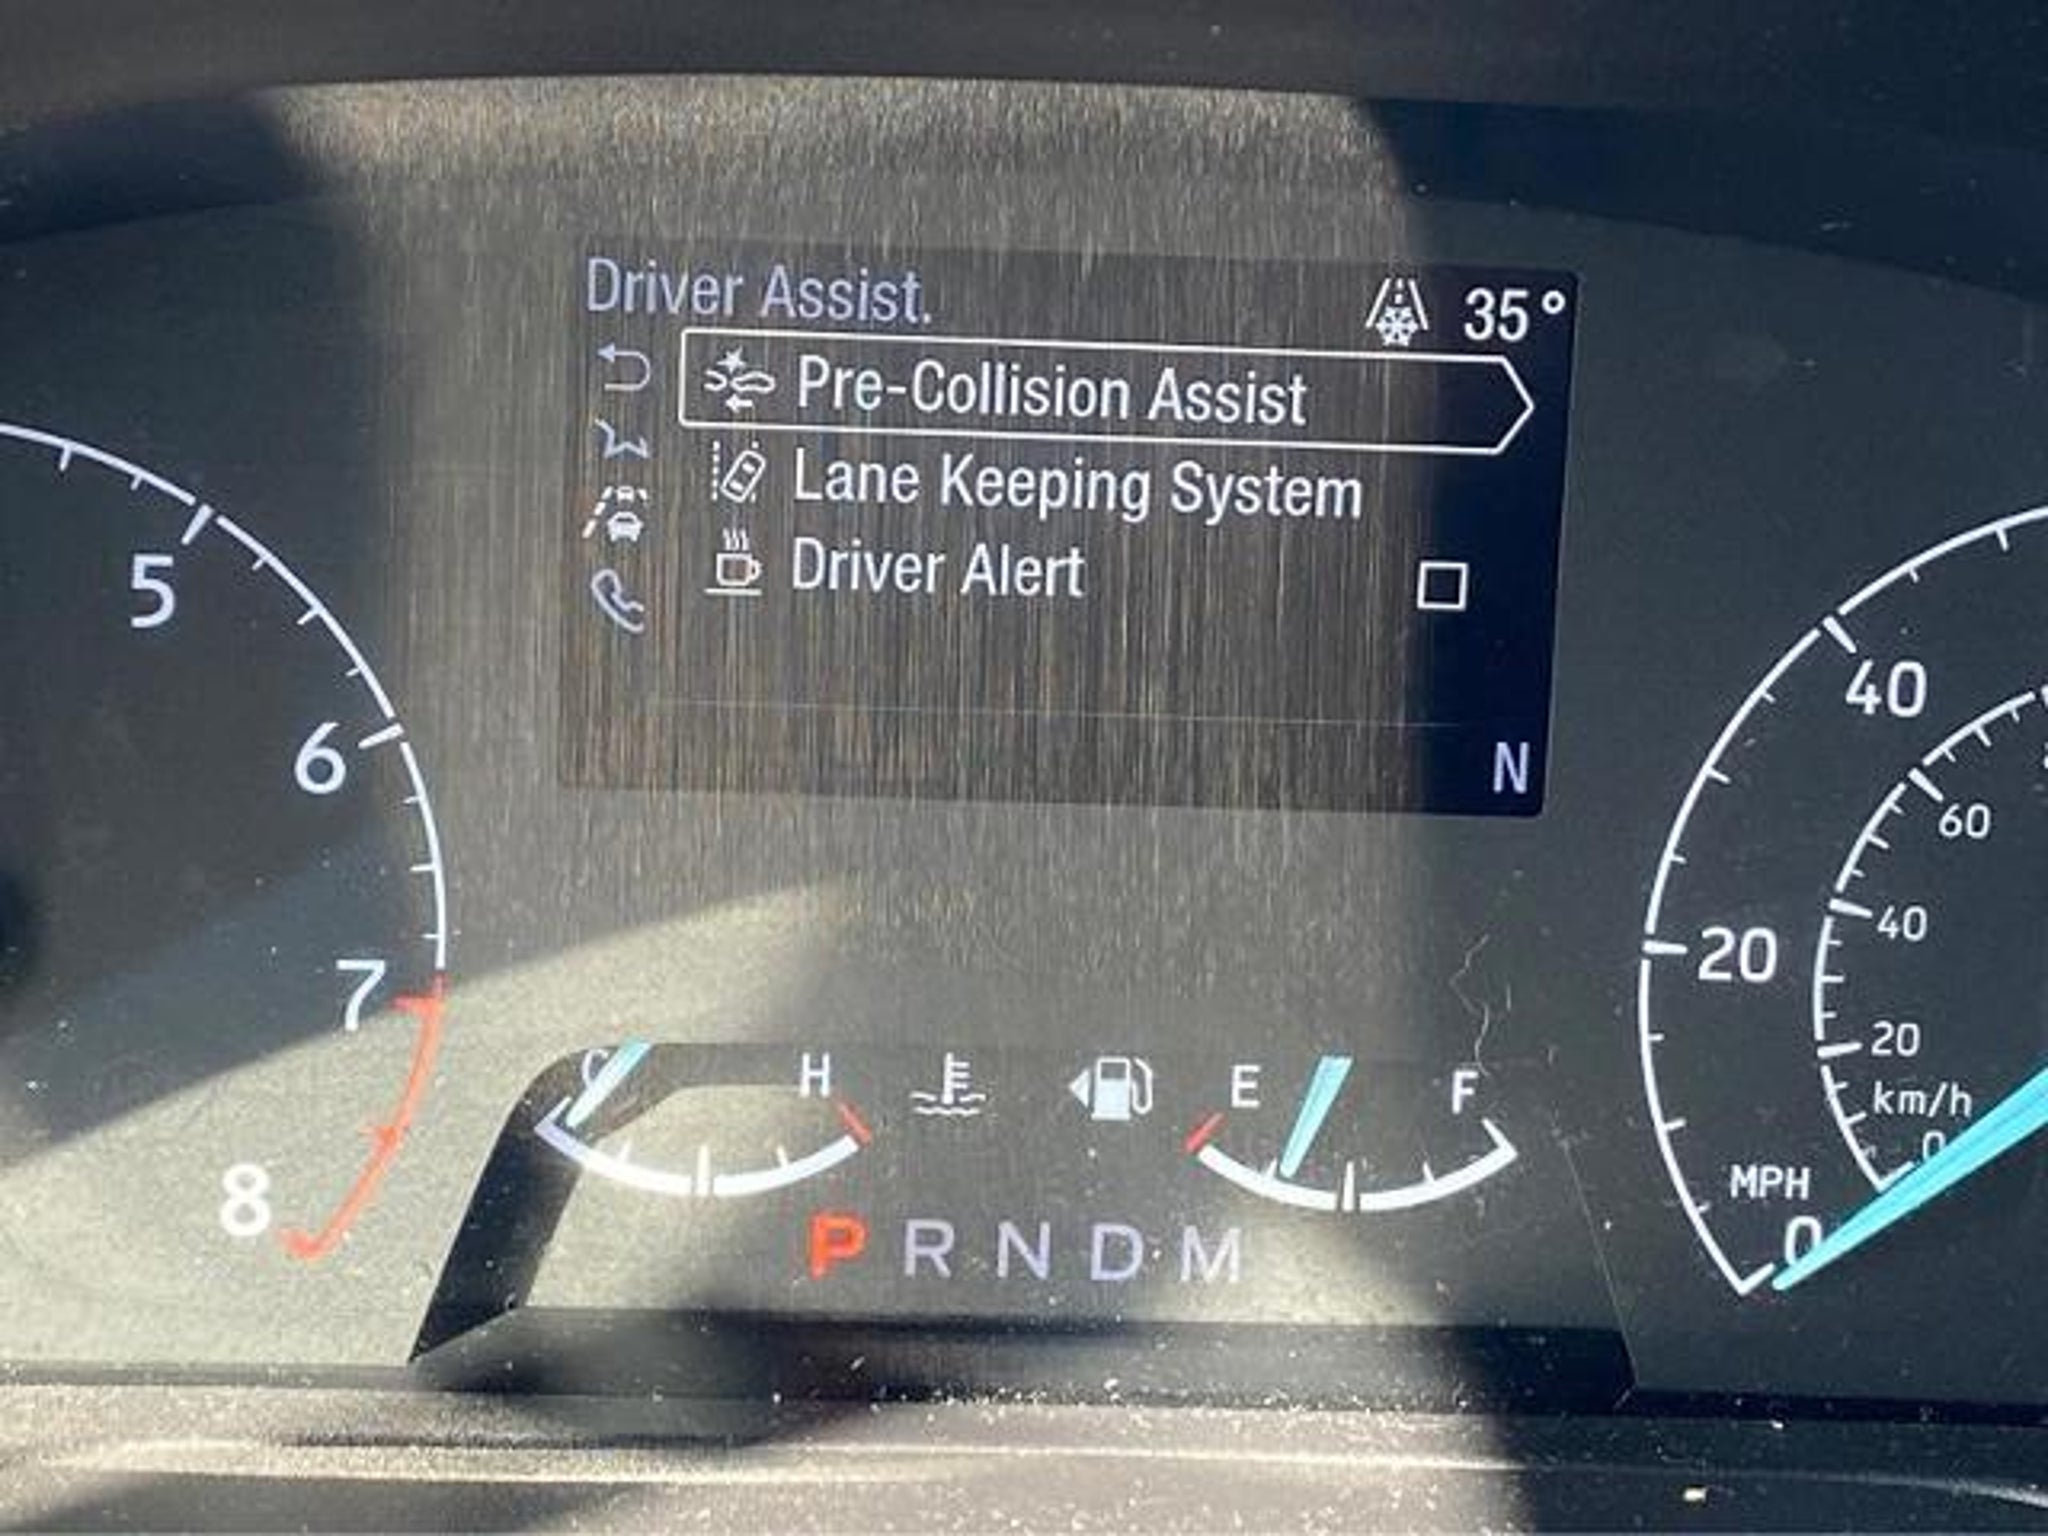 Driver Assist.
35°
Pre-Collision Assist
Lane Keeping System
Driver Alert
N
5
6
7
8
C
H
E
F
P R N D M
40
20
MPH
0
60
40
20
km/h
0